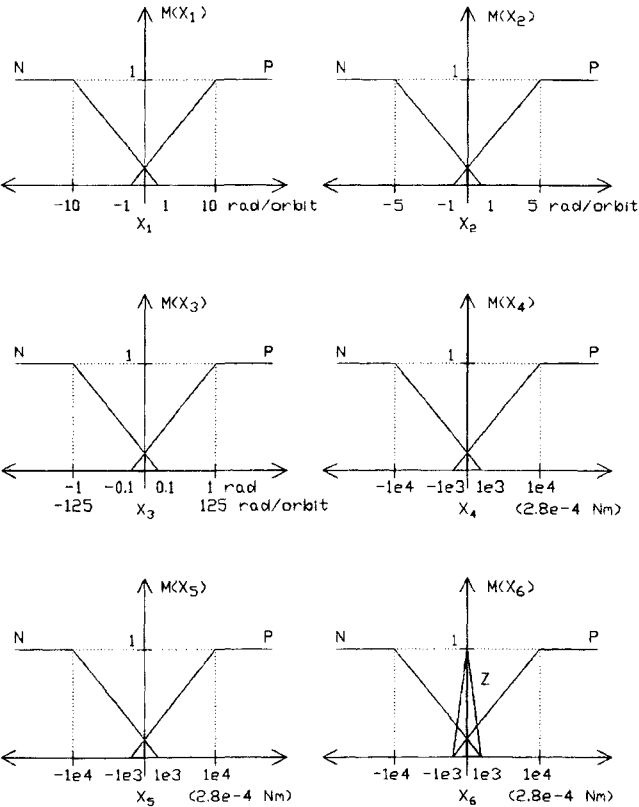 M(X1)
N 1 P
-10 -1 1 10 rad/orbit
X1
M(X2)
N 1 P
-5 -1 1 5 rad/orbit
X2
M(X3)
N 1 P
-1 -0.1 0.1 1 rad
-125 125 rad/orbit
X3
M(X4)
N 1 P
-1e4 -1e3 1e3 1e4
X4 (2.8e-4 Nm)
M(X5)
N 1 P
-1e4 -1e3 1e3 1e4
X5 (2.8e-4 Nm)
M(X6)
N 1 P
Z
-1e4 -1e3 1e3 1e4
X6 (2.8e-4 Nm)